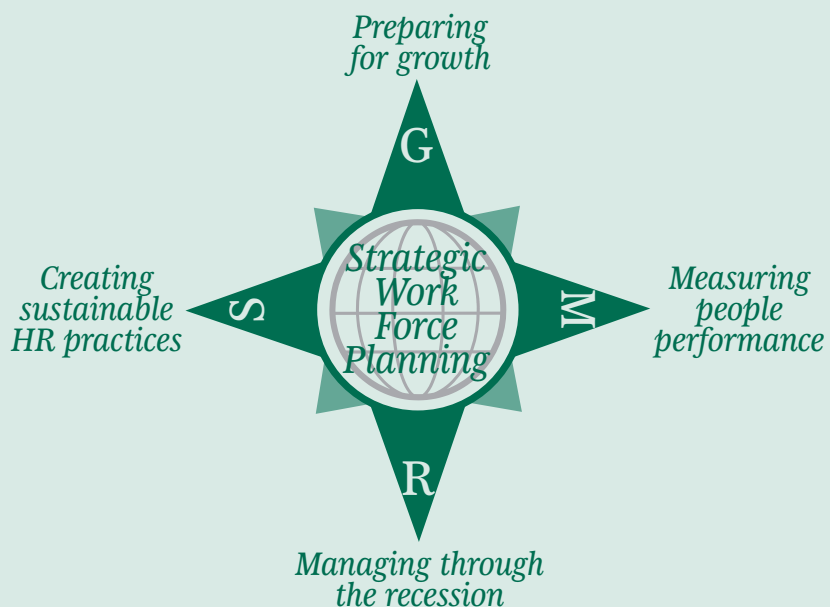 Preparing
for growth
G
Strategic
Work
Force
Planning
Creating
sustainable
HR practices
S
M
Measuring
people
performance
R
Managing through
the recession